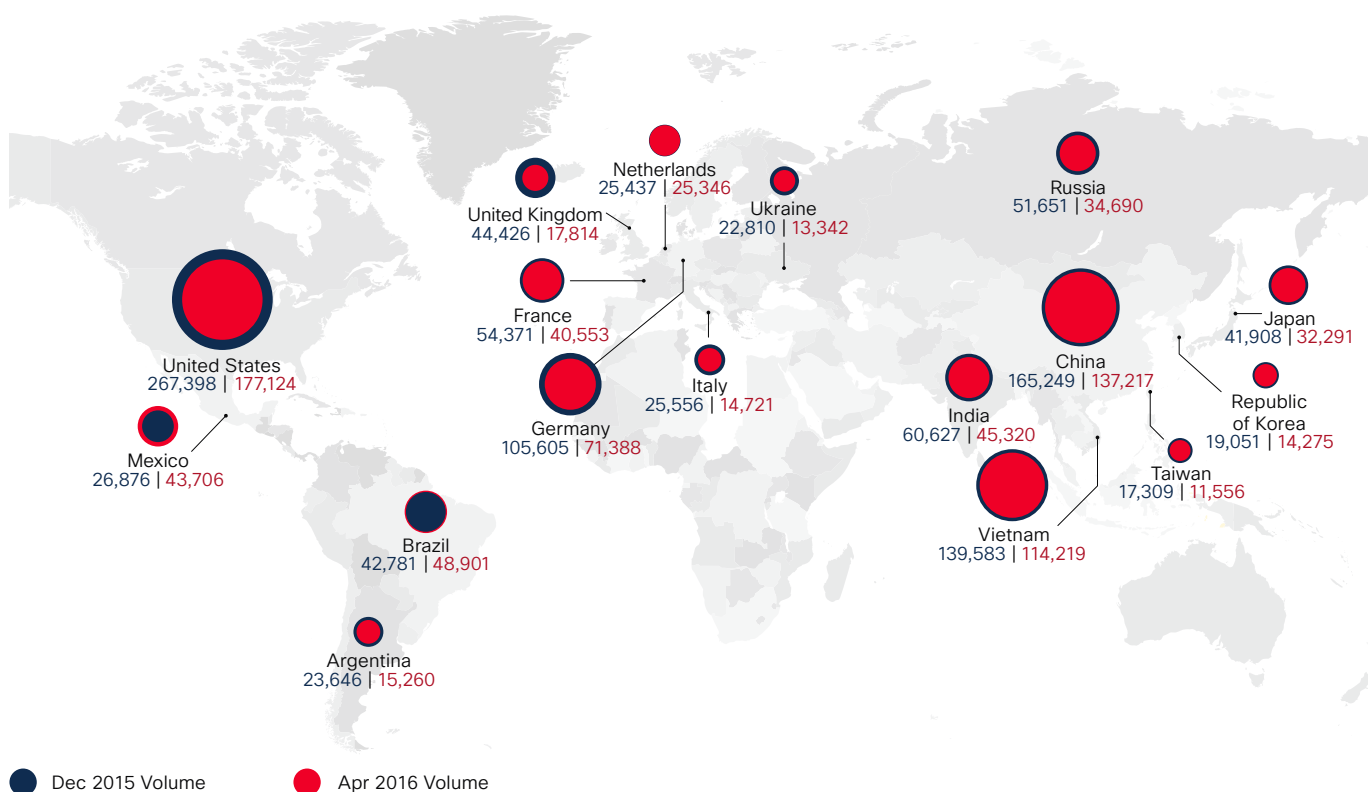 Netherlands
25,437 | 25,346
United Kingdom
44,426 | 17,814
Ukraine
22,810 | 13,342
Russia
51,651 | 34,690
France
54,371 | 40,553
United States
267,398 | 177,124
Germany
105,605 | 71,388
Italy
25,556 | 14,721
China
165,249 | 137,217
Japan
41,908 | 32,291
India
60,627 | 45,320
Republic
of Korea
19,051 | 14,275
Taiwan
17,309 | 11,556
Vietnam
139,583 | 114,219
Mexico
26,876 | 43,706
Brazil
42,781 | 48,901
Argentina
23,646 | 15,260
Dec 2015 Volume
Apr 2016 Volume